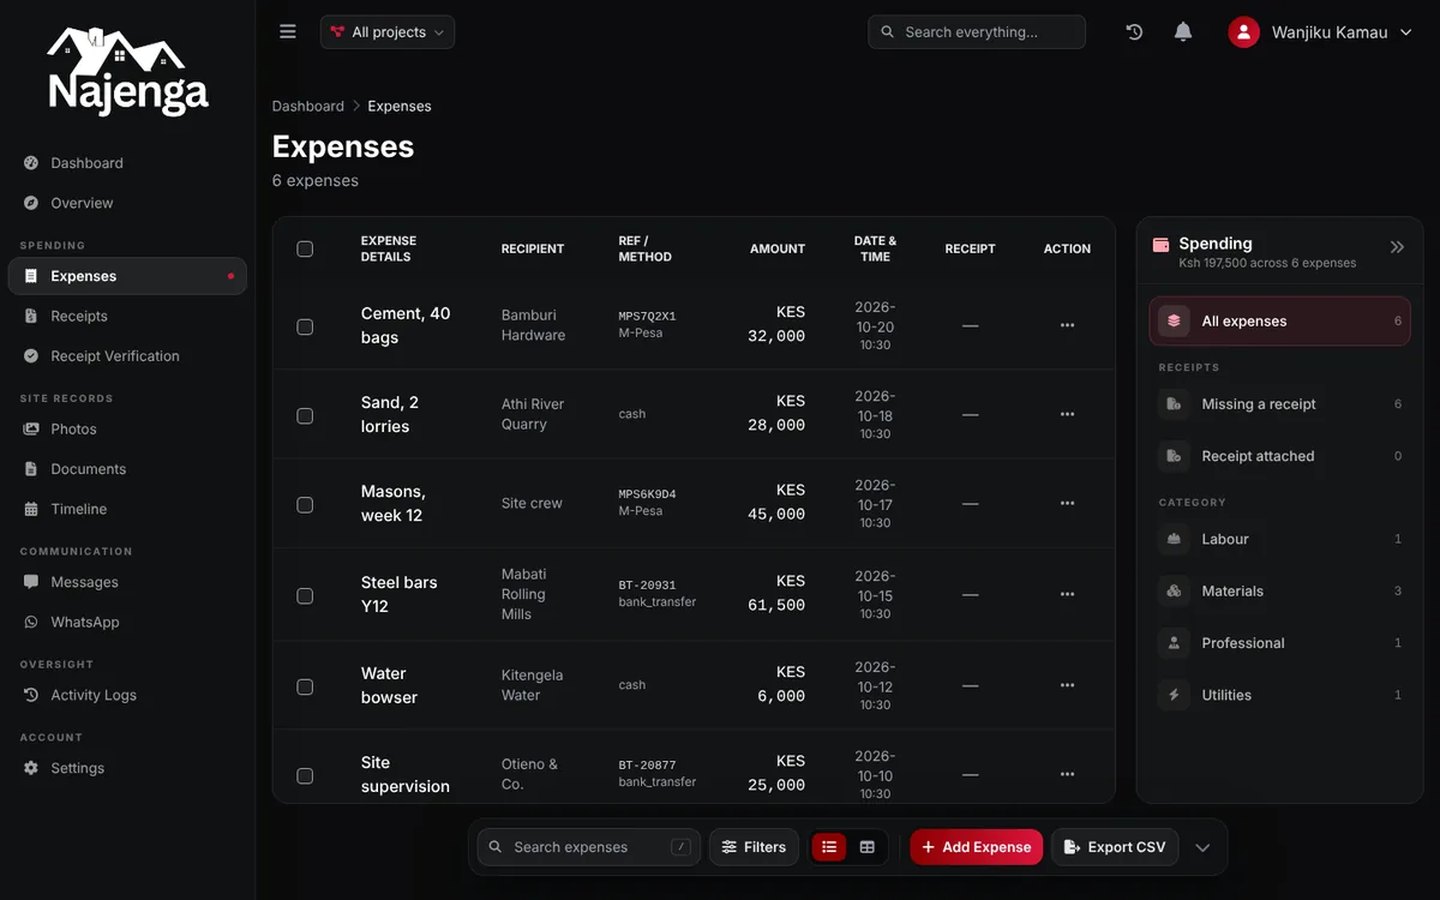 Najenga
All projects
Search everything...
Wanjiku Kamau
Dashboard
Overview
SPENDING
Expenses
Receipts
Receipt Verification
SITE RECORDS
Photos
Documents
Timeline
COMMUNICATION
Messages
WhatsApp
OVERSIGHT
Activity Logs
ACCOUNT
Settings
Dashboard > Expenses
Expenses
6 expenses
EXPENSE DETAILS RECIPIENT REF / METHOD AMOUNT DATE & TIME RECEIPT ACTION
Cement, 40 bags Bamburi Hardware MPS7Q2X1 M-Pesa KES 32,000 2026-10-20 10:30 — ···
Sand, 2 lorries Athi River Quarry cash KES 28,000 2026-10-18 10:30 — ···
Masons, week 12 Site crew MPS6K9D4 M-Pesa KES 45,000 2026-10-17 10:30 — ···
Steel bars Y12 Mabati Rolling Mills BT-20931 bank_transfer KES 61,500 2026-10-15 10:30 — ···
Water bowser Kitengela Water cash KES 6,000 2026-10-12 10:30 — ···
Site supervision Otieno & Co. BT-20877 bank_transfer KES 25,000 2026-10-10 10:30 — ···
Spending
Ksh 197,500 across 6 expenses
All expenses 6
RECEIPTS
Missing a receipt 6
Receipt attached 0
CATEGORY
Labour 1
Materials 3
Professional 1
Utilities 1
Search expenses /
Filters
+ Add Expense
Export CSV